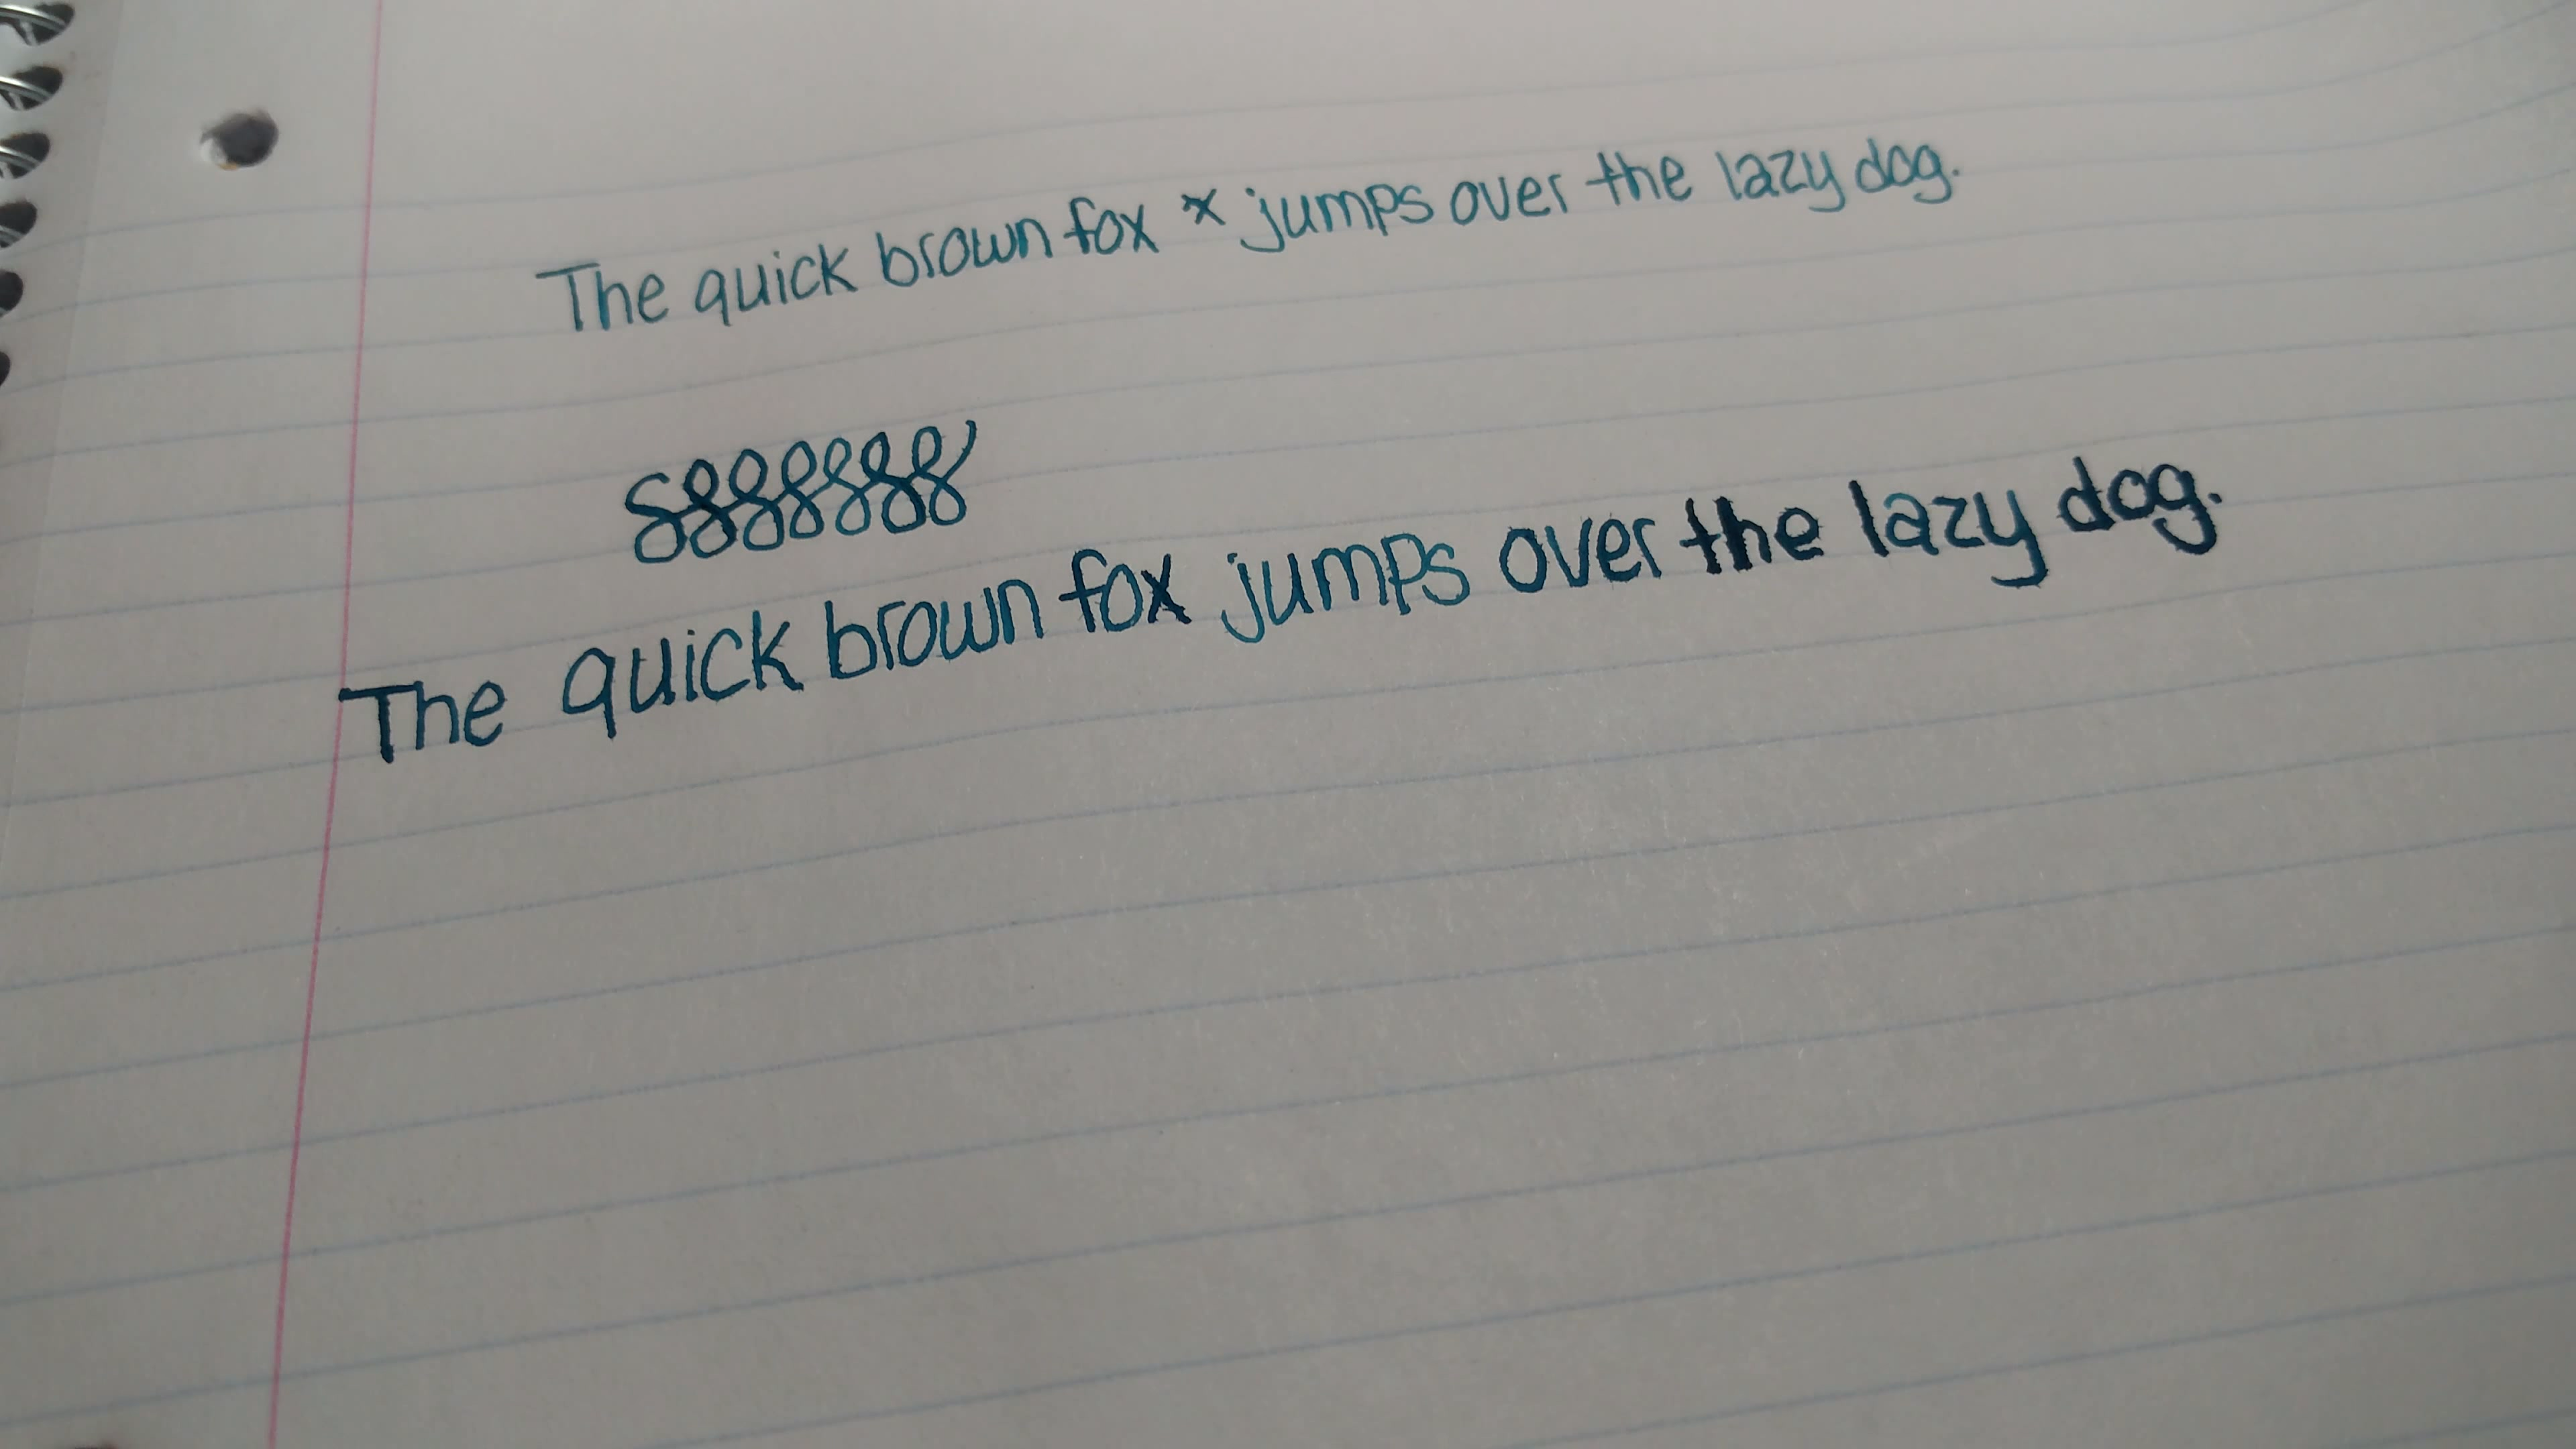 The quick brown fox x jumps over the lazy dog.
The quick brown fox jumps over the lazy dog.